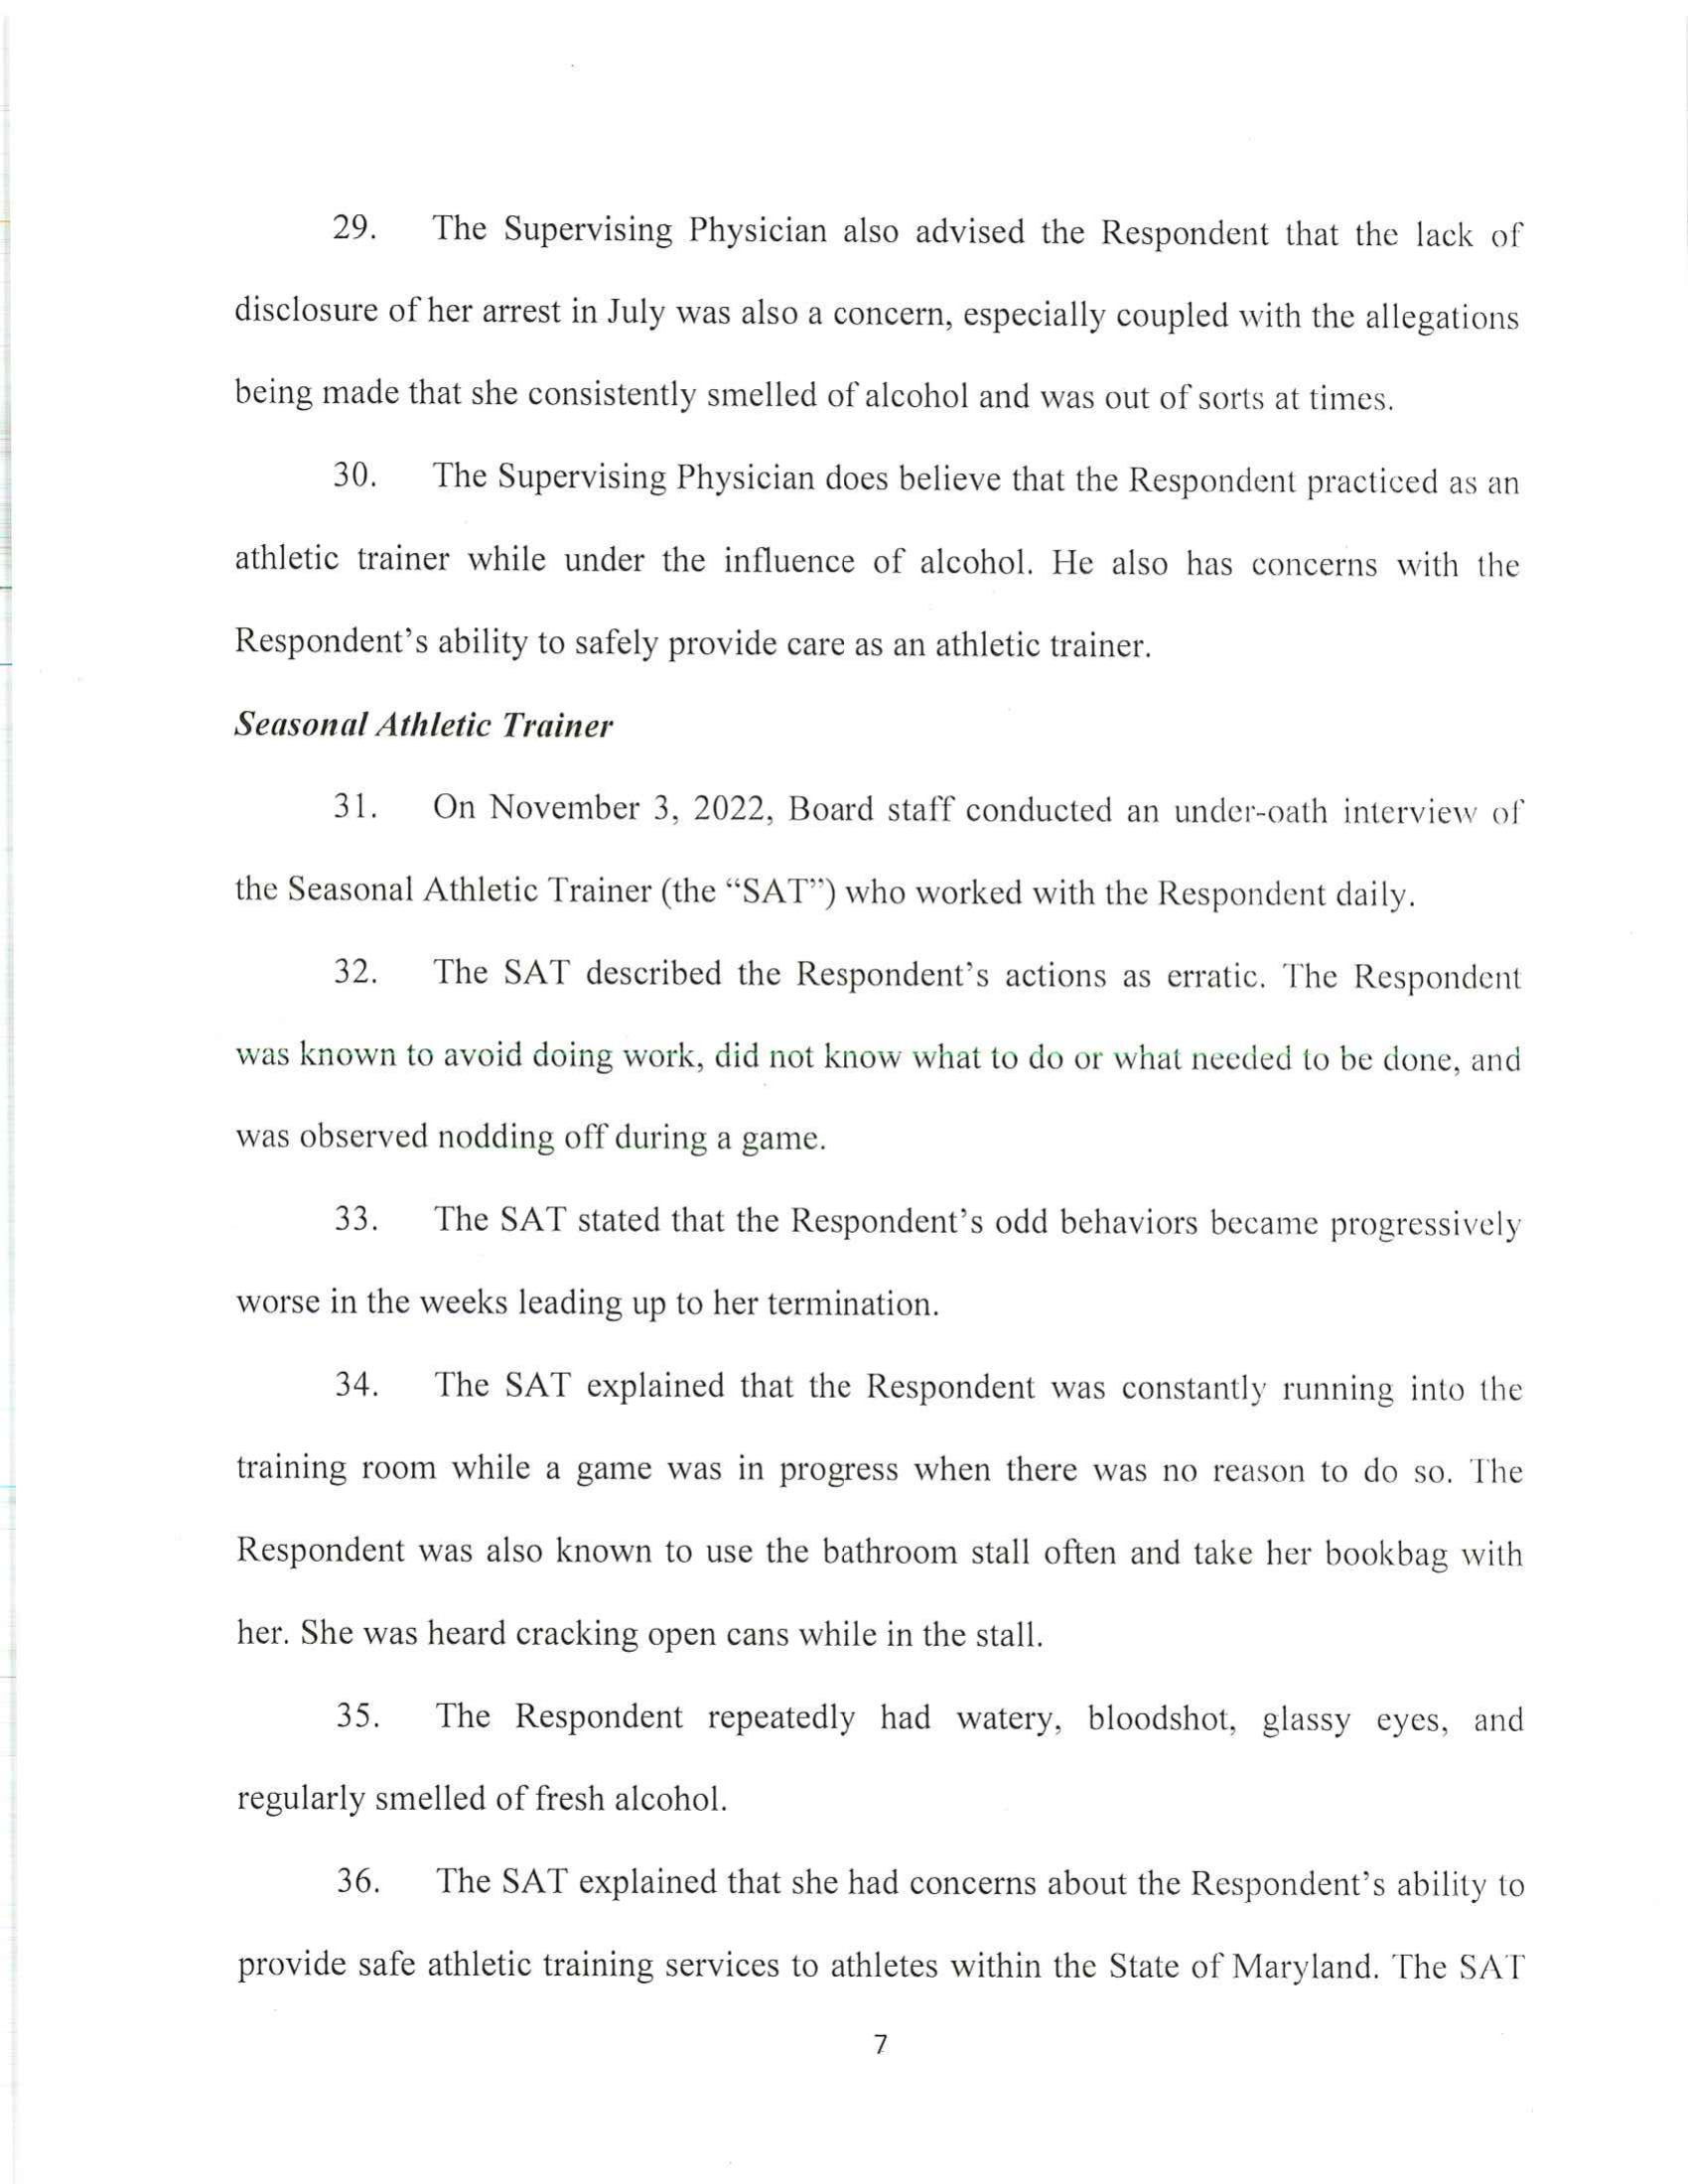 29. The Supervising Physician also advised the Respondent that the lack of
disclosure of her arrest in July was also a concern, especially coupled with the allegations
being made that she consistently smelled of alcohol and was out of sorts at times.
30. The Supervising Physician does believe that the Respondent practiced as an
athletic trainer while under the influence of alcohol. He also has concerns with the
Respondent’s ability to safely provide care as an athletic trainer.
Seasonal Athletic Trainer
31. On November 3, 2022, Board staff conducted an under-oath interview of
the Seasonal Athletic Trainer (the “SAT”) who worked with the Respondent daily.
32. The SAT described the Respondent’s actions as erratic. The Respondent
was known to avoid doing work, did not know what to do or what needed to be done, and
was observed nodding off during a game.
33. The SAT stated that the Respondent’s odd behaviors became progressively
worse in the weeks leading up to her termination.
34. The SAT explained that the Respondent was constantly running into the
training room while a game was in progress when there was no reason to do so. The
Respondent was also known to use the bathroom stall often and take her bookbag with
her. She was heard cracking open cans while in the stall.
35. The Respondent repeatedly had watery, bloodshot, glassy eyes, and
regularly smelled of fresh alcohol.
36. The SAT explained that she had concerns about the Respondent’s ability to
provide safe athletic training services to athletes within the State of Maryland. The SAT
7